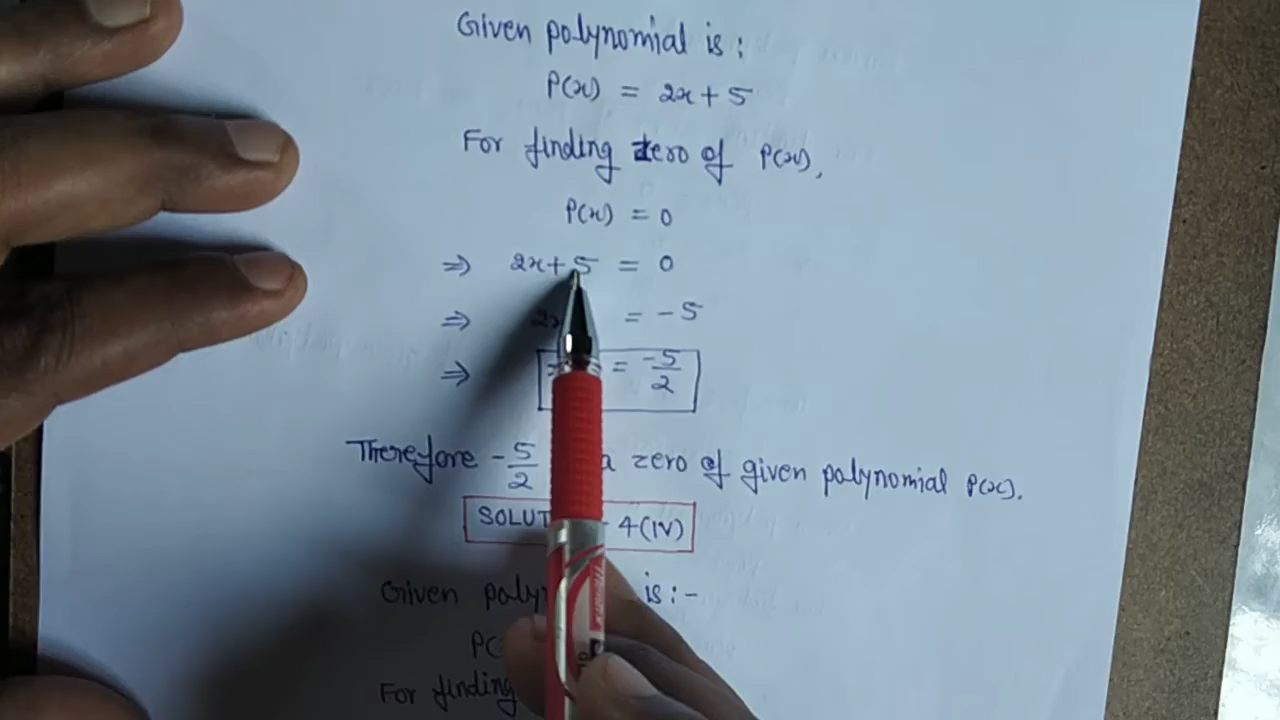 Given polynomial is :
P(x) = 2x + 5
For finding zero of P(x),
P(x) = 0
⇒ 2x + 5 = 0
⇒ = -5
⇒ = -5/2
Therefore -5/2 a zero of given polynomial P(x).
SOLUT 4(IV)
Given is :-
For finding